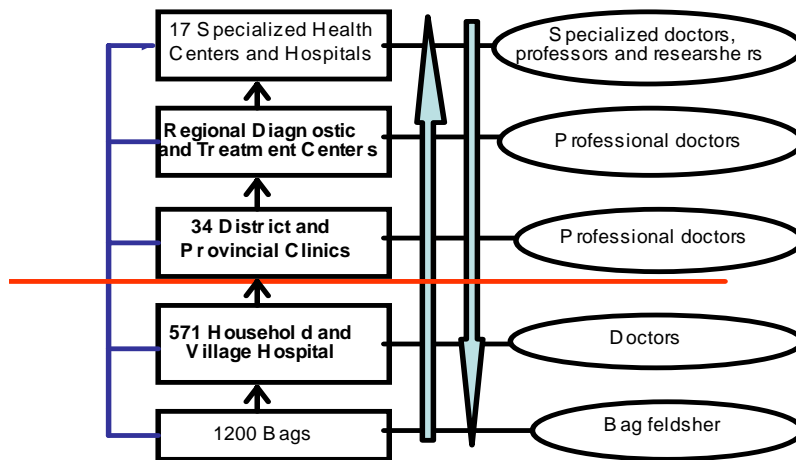 17 Specialized Health
Centers and Hospitals
Specialized doctors,
professors and researshers
Regional Diagnostic
and Treatment Centers
Professional doctors
34 District and
Provincial Clinics
Professional doctors
571 Household and
Village Hospital
Doctors
1200 Bags
Bag feldsher